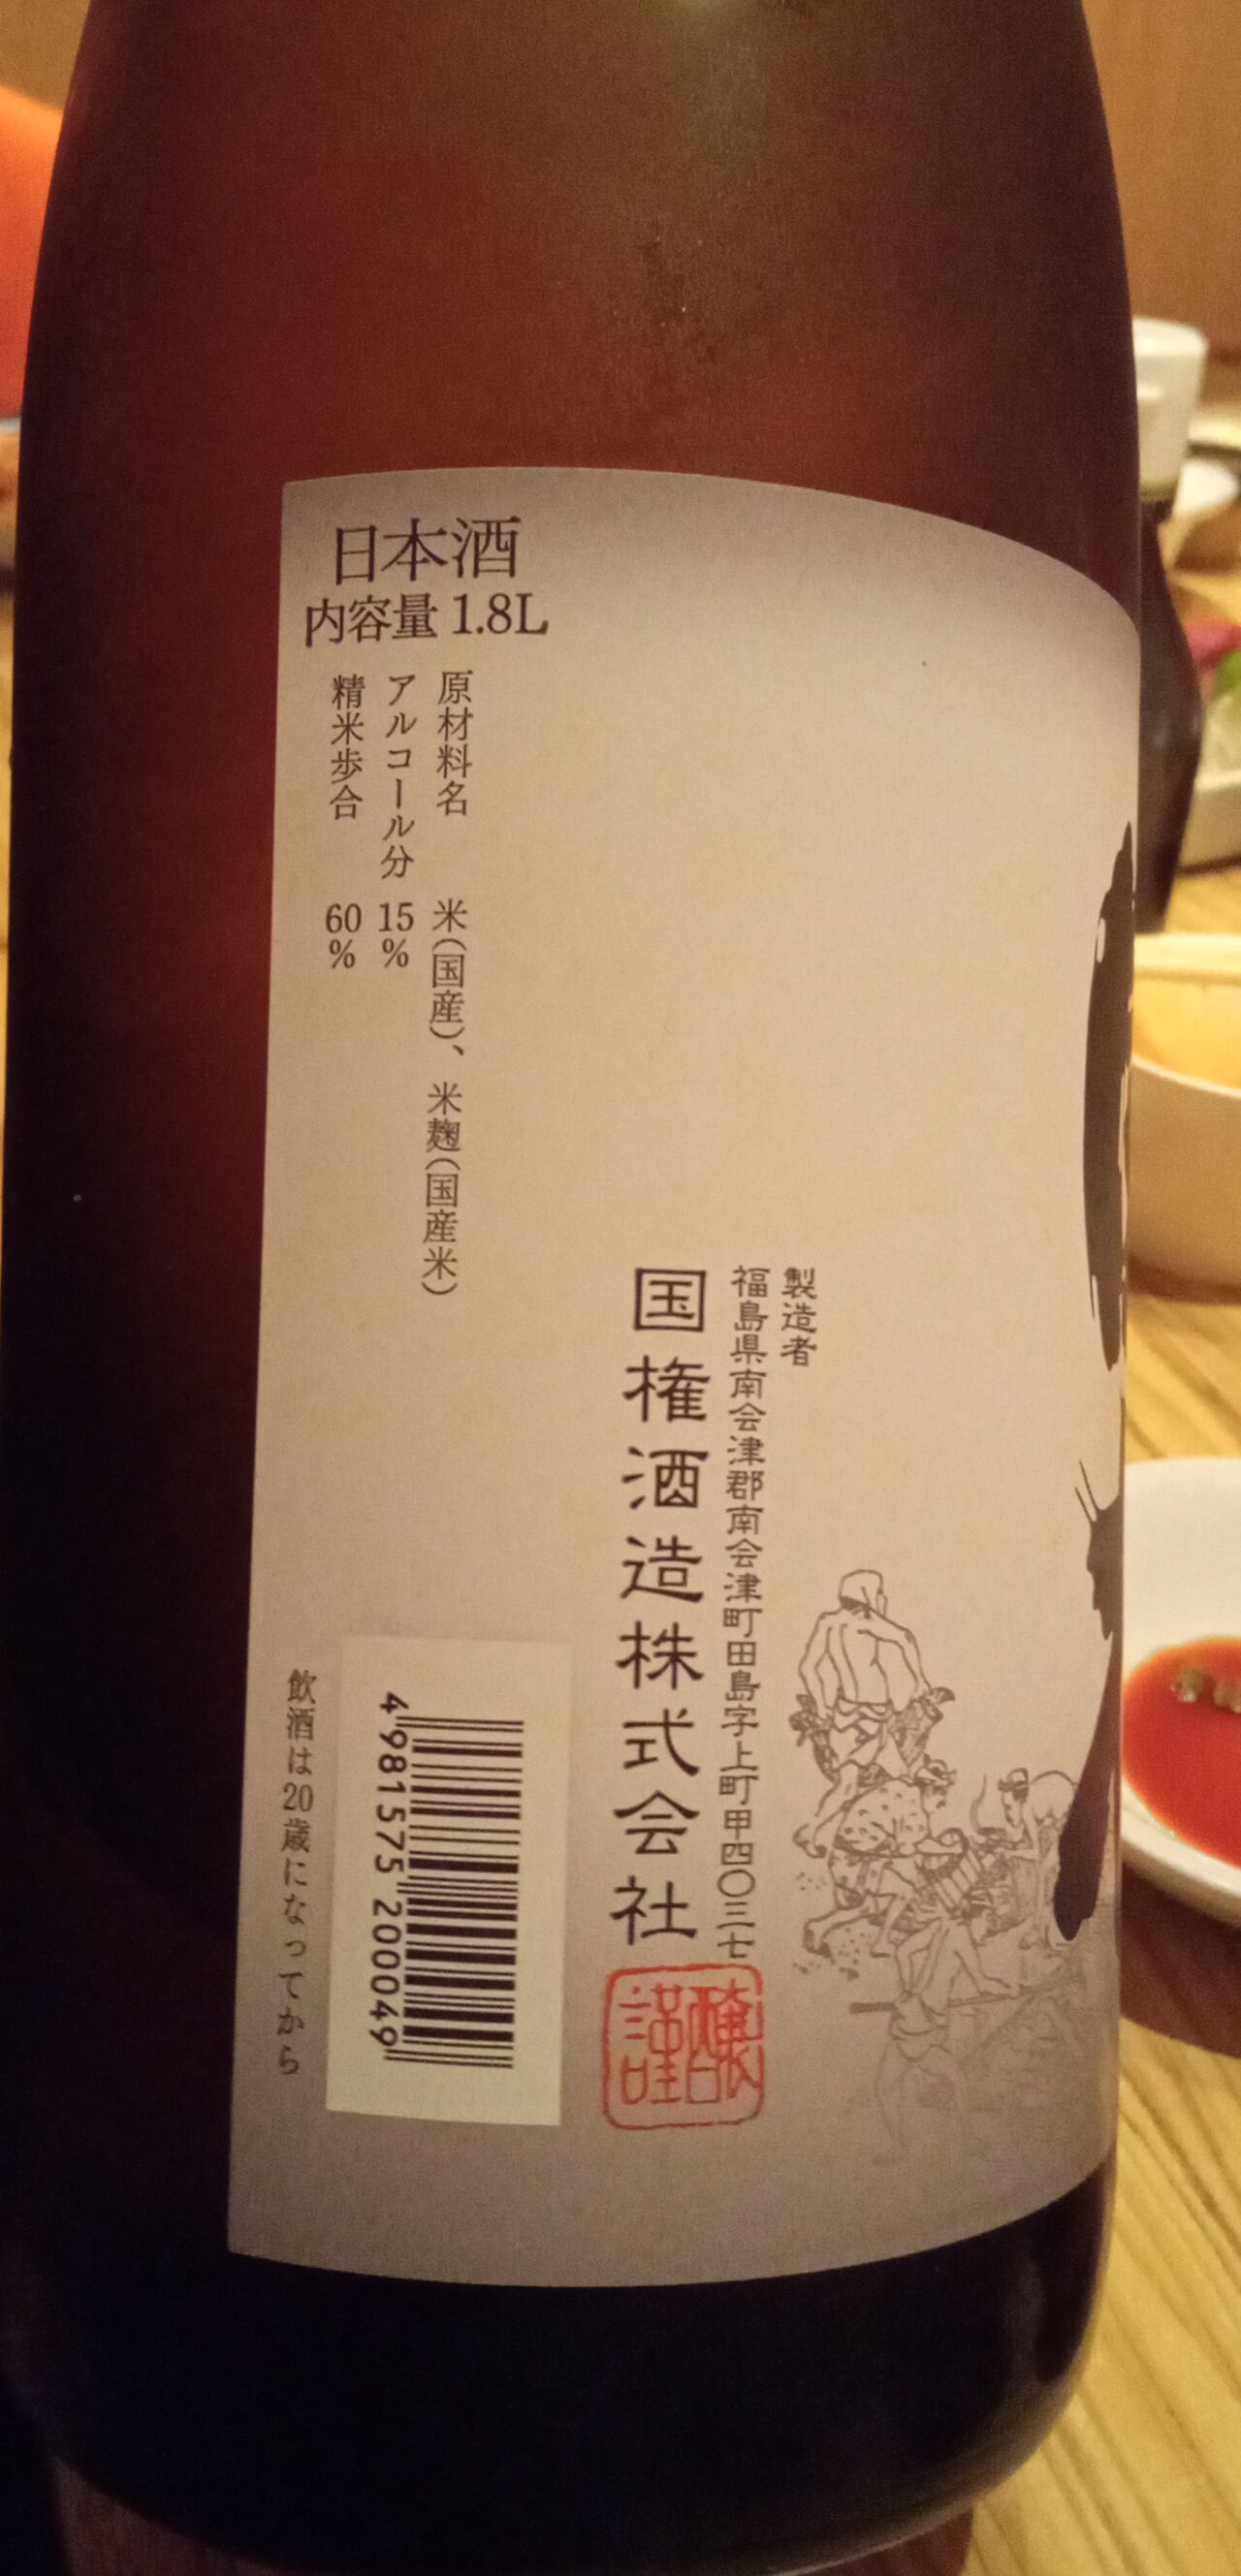 日本酒
内容量 1.8L
原材料名 米(国産)、米麹(国産米)
アルコール分 15%
精米歩合 60%
製造者
福島県南会津郡南会津町田島字上町甲四〇三七
国権酒造株式会社
謹醸
4981575200049
飲酒は20歳になってから